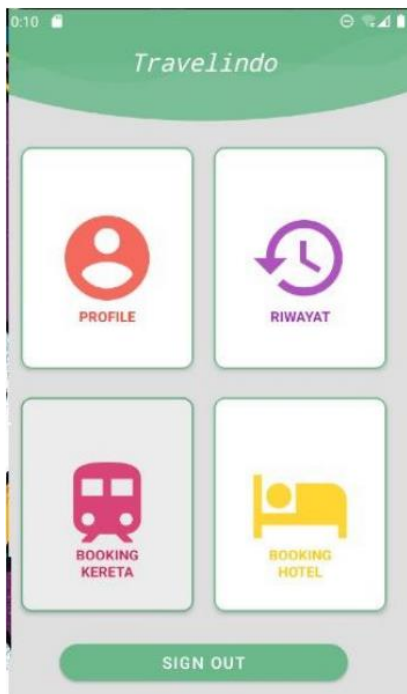 0:10
Travelindo
PROFILE
RIWAYAT
BOOKING
KERETA
BOOKING
HOTEL
SIGN OUT